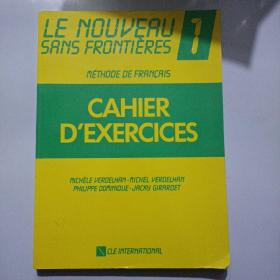 LE NOUVEAU
SANS FRONTIÈRES 1
MÉTHODE DE FRANÇAIS
CAHIER
D'EXERCICES
MICHÈLE VERDELHAN - MICHEL VERDELHAN
PHILIPPE DOMINIQUE - JACKY GIRARDET
CLE INTERNATIONAL